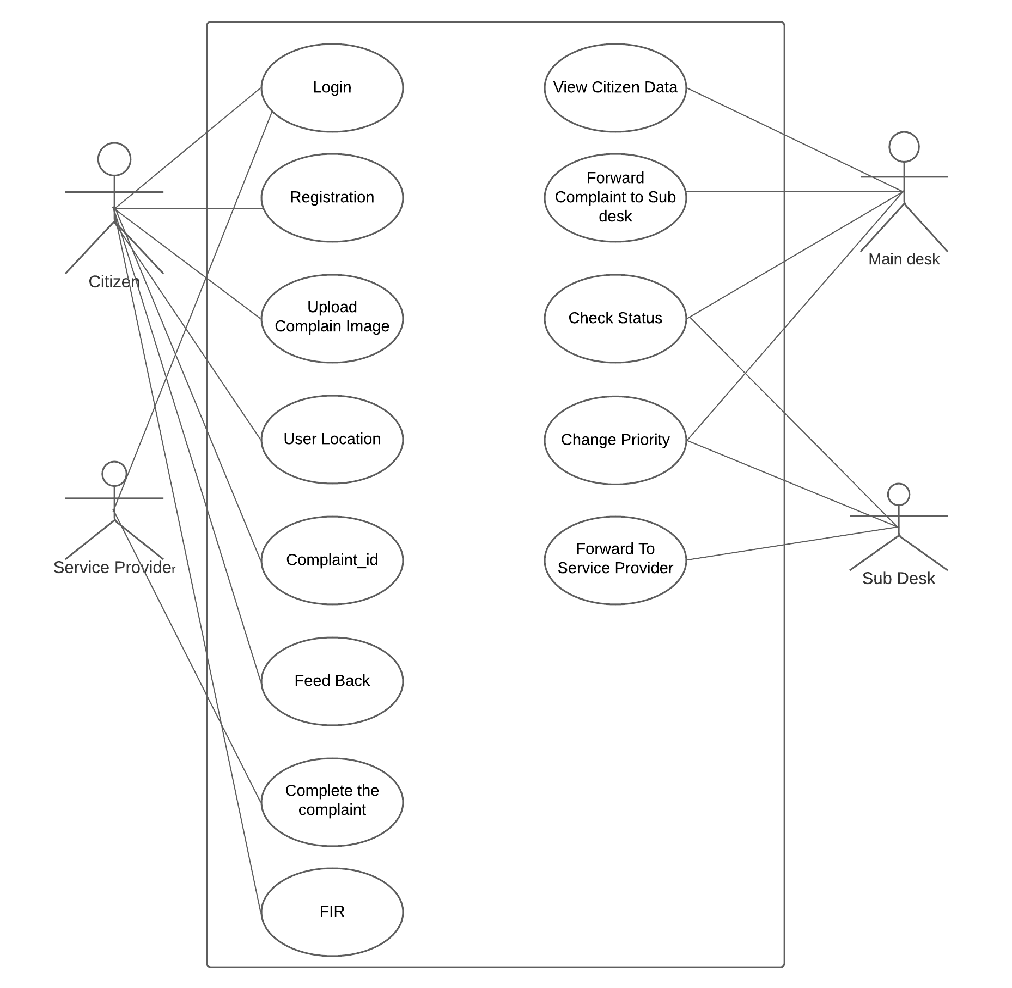 Login
View Citizen Data
Registration
Forward
Complaint to Sub
desk
Main desk
Citizen
Upload
Complain Image
Check Status
User Location
Change Priority
Complaint_id
Forward To
Service Provider
Service Provider
Sub Desk
Feed Back
Complete the
complaint
FIR